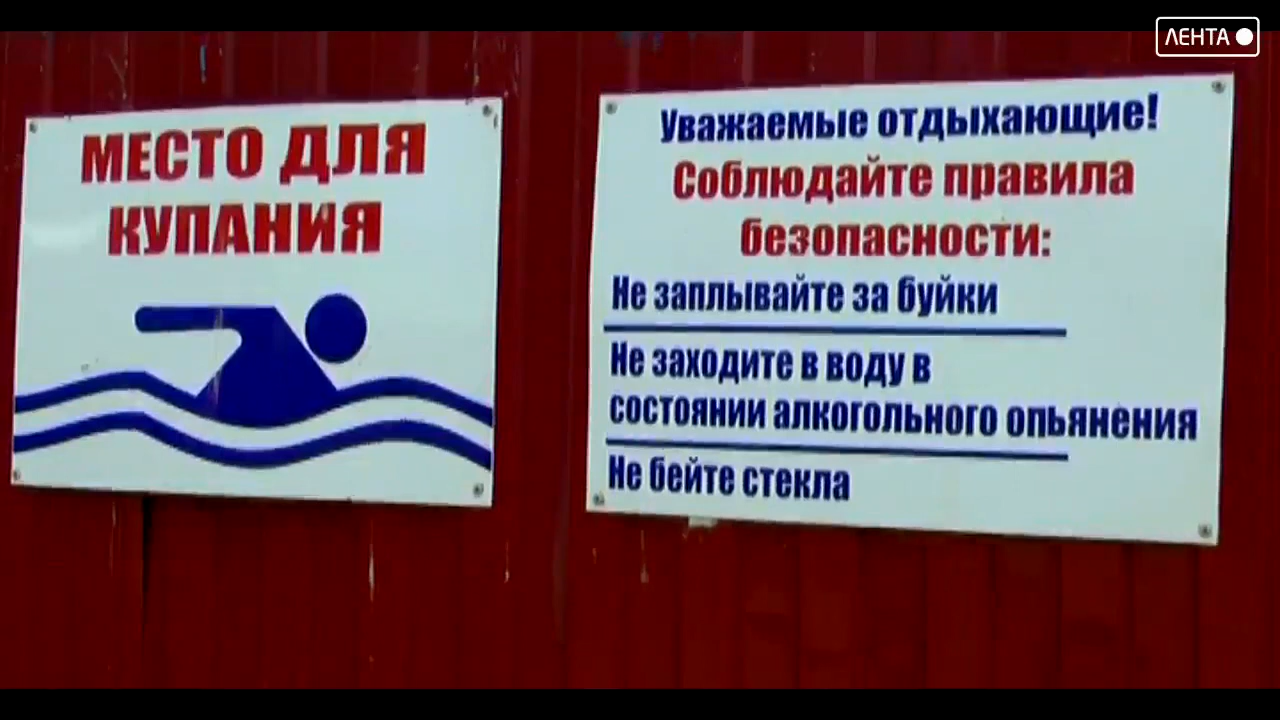 ЛЕНТА
МЕСТО ДЛЯ
КУПАНИЯ
Уважаемые отдыхающие!
Соблюдайте правила
безопасности:
Не заплывайте за буйки
Не заходите в воду в
состоянии алкогольного опьянения
Не бейте стекла